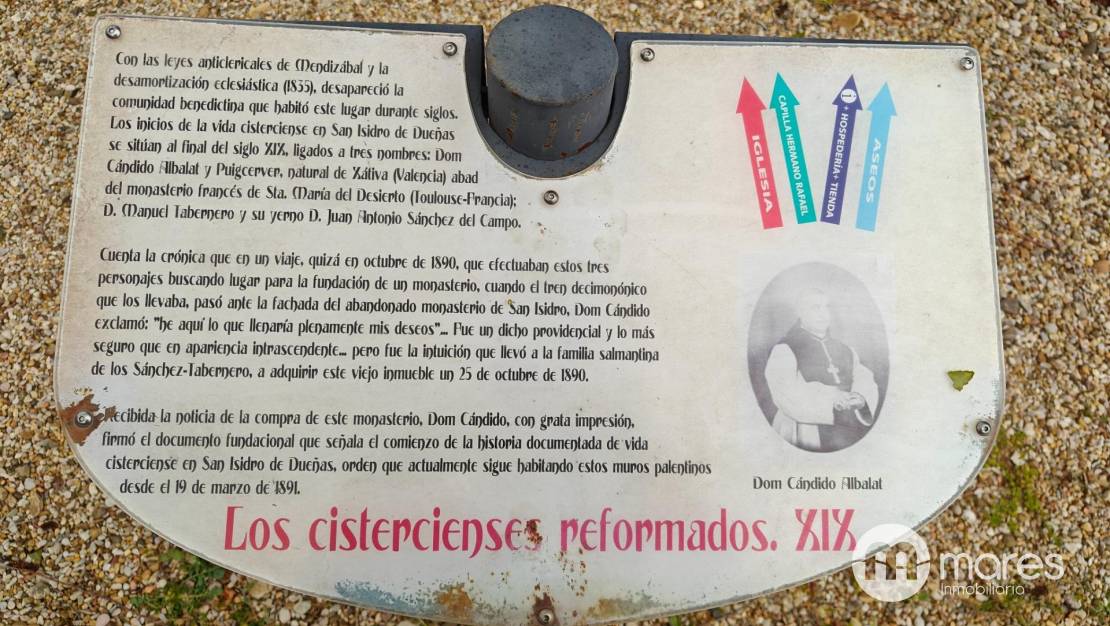 Con las leyes anticlericales de Mendizábal y la
desamortización eclesiástica (1835), desapareció la
comunidad benedictina que habitó este lugar durante siglos.
Los inicios de la vida cisterciense en San Isidro de Dueñas
se sitúan al final del siglo XIX, ligados a tres nombres: Dom
Cándido Albalat y Puigcerver, natural de Xátiva (Valencia) abad
del monasterio francés de Sta. María del Desierto (Toulouse-Francia);
D. Manuel Tabernero y su yerno D. Juan Antonio Sánchez del Campo.
Cuenta la crónica que en un viaje, quizá en octubre de 1890, que efectuaban estos tres
personajes buscando lugar para la fundación de un monasterio, cuando el tren decimonónico
que los llevaba, pasó ante la fachada del abandonado monasterio de San Isidro, Dom Cándido
exclamó: "he aquí lo que llenaría plenamente mis deseos"... Fue un dicho providencial y lo más
seguro que en apariencia intrascendente... pero fue la intuición que llevó a la familia salmantina
de los Sánchez-Tabernero, a adquirir este viejo inmueble un 25 de octubre de 1890.
Recibida la noticia de la compra de este monasterio, Dom Cándido, con grata impresión,
firmó el documento fundacional que señala el comienzo de la historia documentada de vida
cisterciense en San Isidro de Dueñas, orden que actualmente sigue habitando estos muros palentinos
desde el 19 de marzo de 1891.
IGLESIA
CAPILLA HERMANO RAFAEL
i + HOSPEDERÍA+ TIENDA
ASEOS
Dom Cándido Albalat
Los cistercienses reformados. XIX
m mares
inmobiliaria